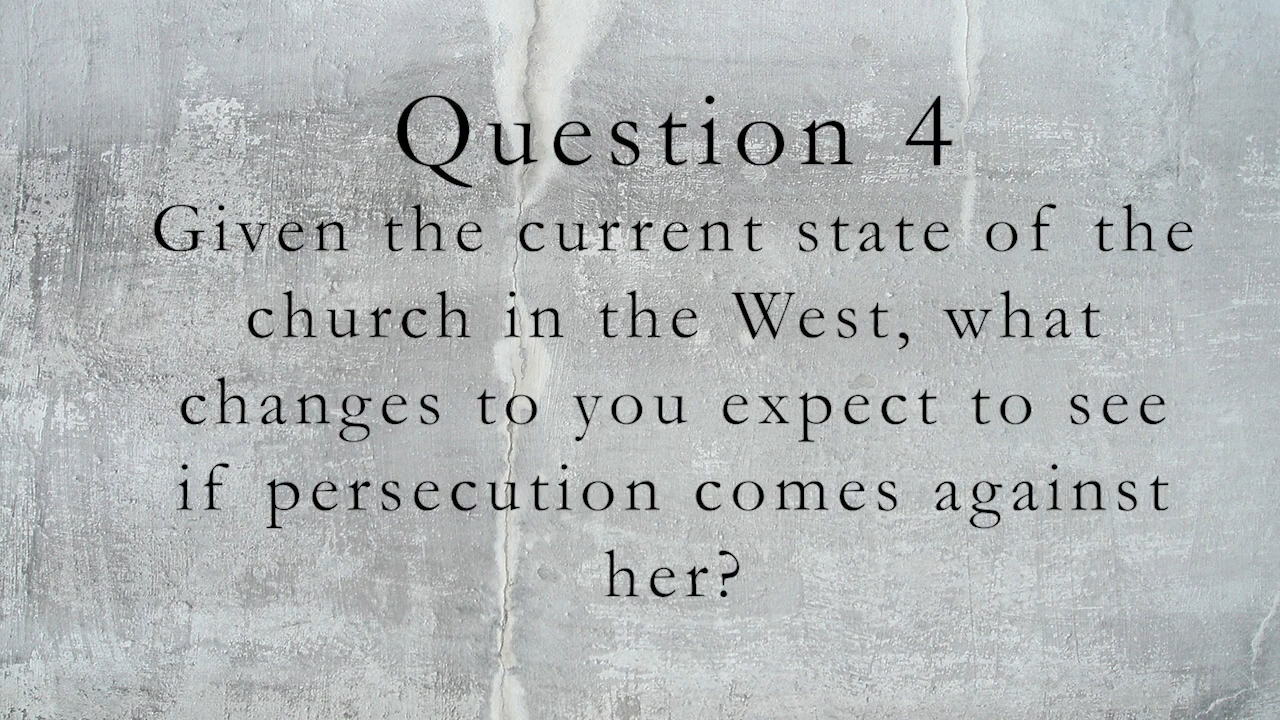 Question 4
Given the current state of the
church in the West, what
changes to you expect to see
if persecution comes against
her?